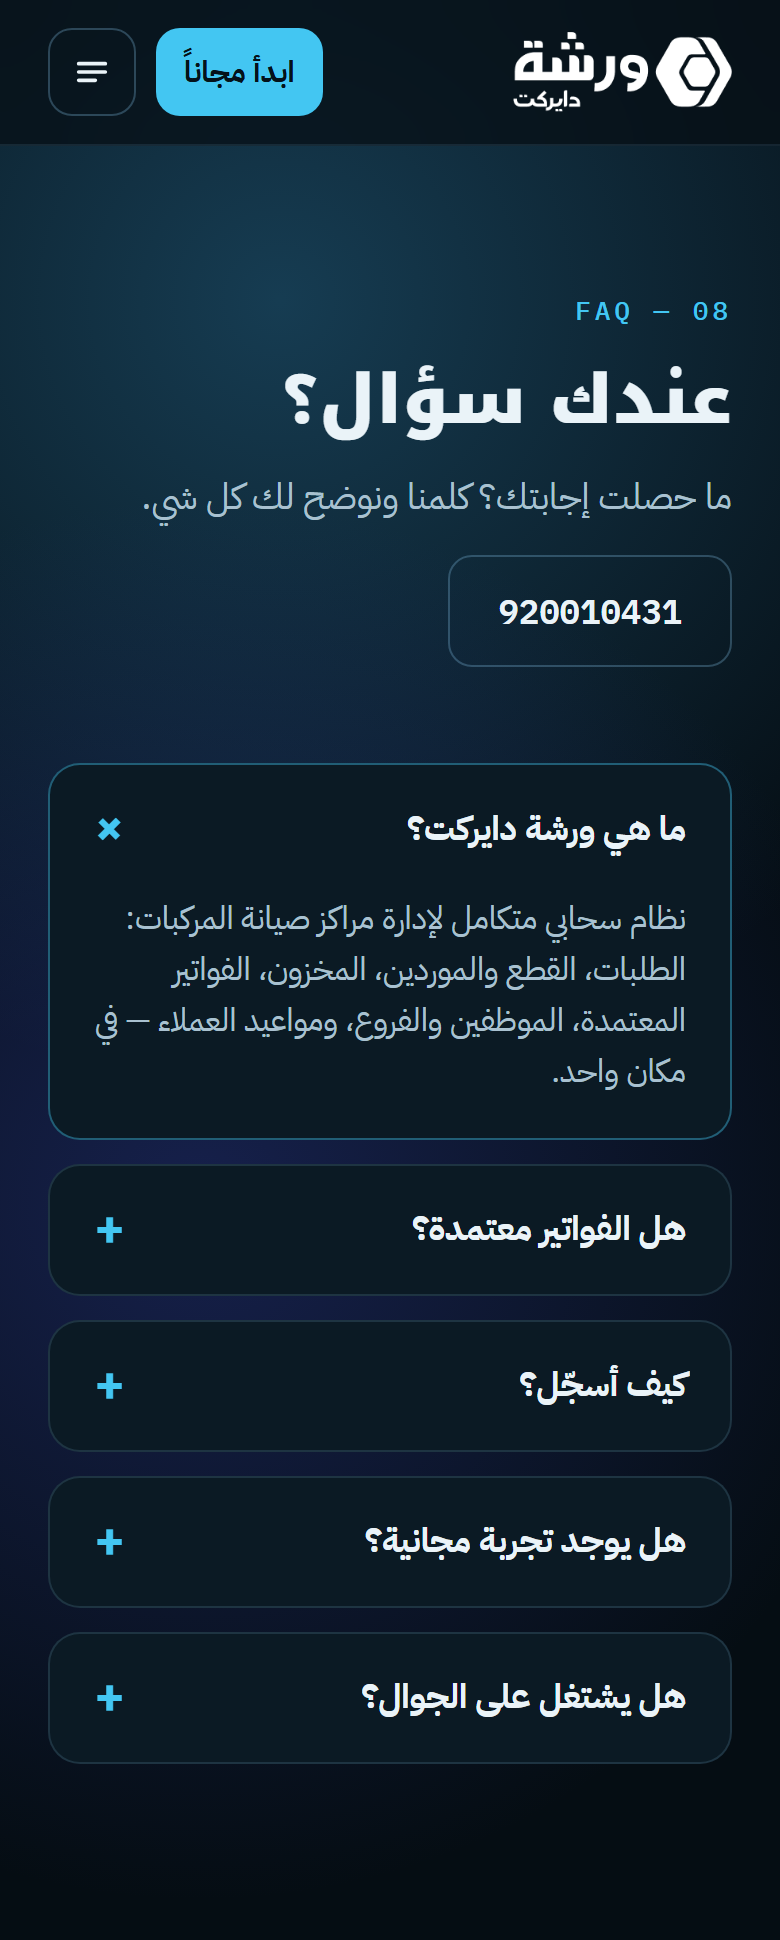 ورشة
دايركت
ابدأ مجاناً
FAQ — 08
عندك سؤال؟
ما حصلت إجابتك؟ كلمنا ونوضح لك كل شي.
920010431
ما هي ورشة دايركت؟
نظام سحابي متكامل لإدارة مراكز صيانة المركبات:
الطلبات، القطع والموردين، المخزون، الفواتير
المعتمدة، الموظفين والفروع، ومواعيد العملاء — في
مكان واحد.
هل الفواتير معتمدة؟
كيف أسجّل؟
هل يوجد تجربة مجانية؟
هل يشتغل على الجوال؟